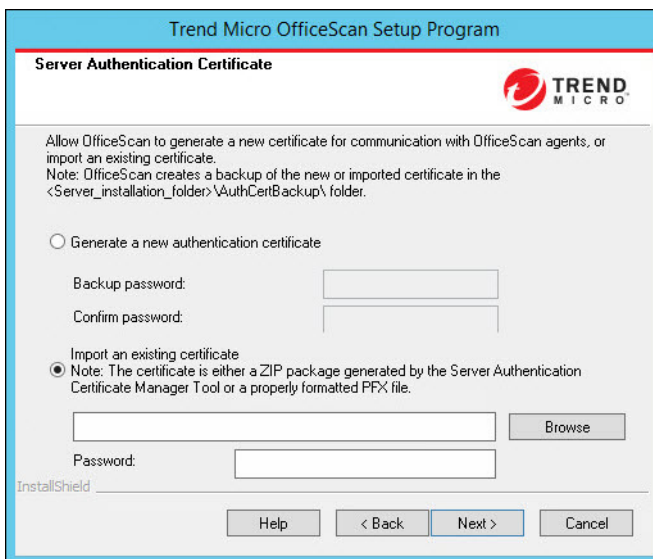 Trend Micro OfficeScan Setup Program
Server Authentication Certificate
TREND
MICRO
Allow OfficeScan to generate a new certificate for communication with OfficeScan agents, or
import an existing certificate.
Note: OfficeScan creates a backup of the new or imported certificate in the
<Server_installation_folder>\AuthCertBackup\ folder.
Generate a new authentication certificate
Backup password:
Confirm password:
Import an existing certificate
Note: The certificate is either a ZIP package generated by the Server Authentication
Certificate Manager Tool or a properly formatted PFX file.
Browse
Password:
InstallShield
Help < Back Next > Cancel